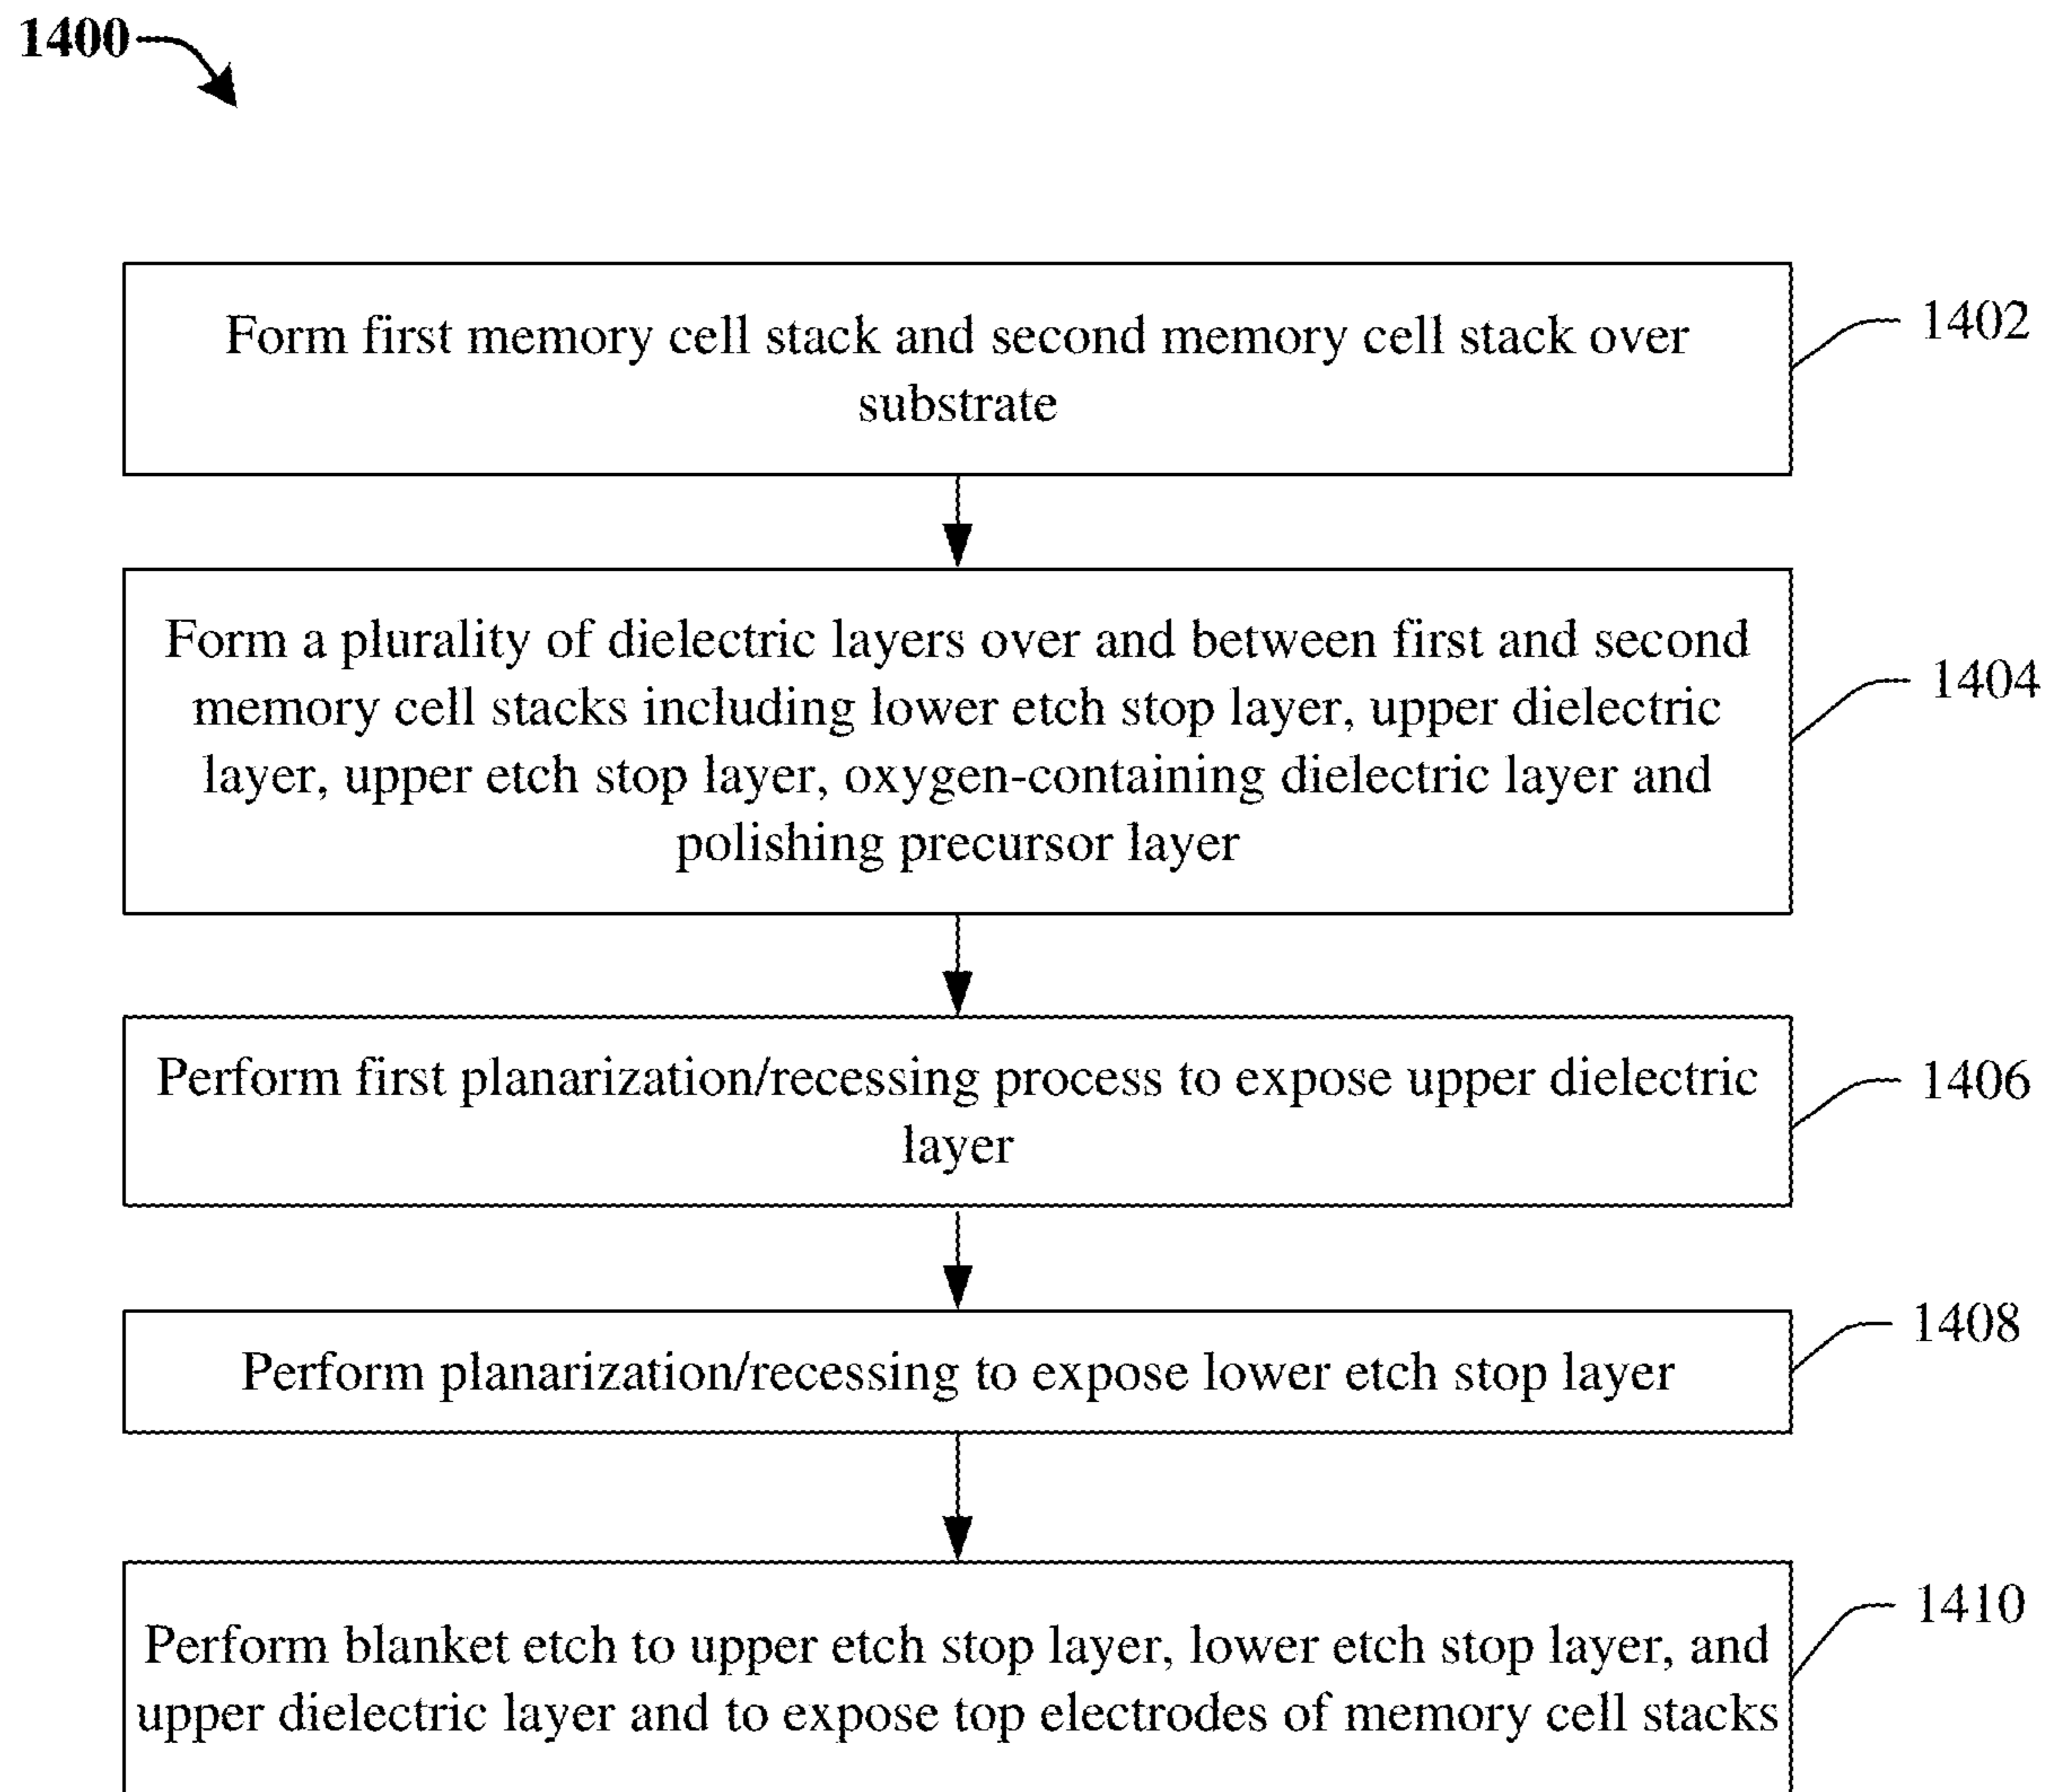 1400
Form first memory cell stack and second memory cell stack over
substrate
1402
Form a plurality of dielectric layers over and between first and second
memory cell stacks including lower etch stop layer, upper dielectric
layer, upper etch stop layer, oxygen-containing dielectric layer and
polishing precursor layer
1404
Perform first planarization/recessing process to expose upper dielectric
layer
1406
Perform planarization/recessing to expose lower etch stop layer
1408
Perform blanket etch to upper etch stop layer, lower etch stop layer, and
upper dielectric layer and to expose top electrodes of memory cell stacks
1410